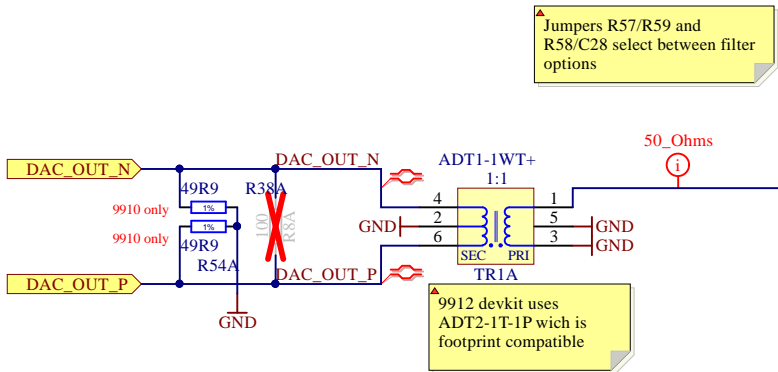 Jumpers R57/R59 and
R58/C28 select between filter
options
50_Ohms
i
DAC_OUT_N
DAC_OUT_N
ADT1-1WT+
1:1
49R9
R38A
9910 only
1%
100
R8A
4
1
GND
2
5
GND
9910 only
1%
6
3
GND
49R9
R54A
SEC
PRI
DAC_OUT_P
DAC_OUT_P
TR1A
GND
9912 devkit uses
ADT2-1T-1P wich is
footprint compatible